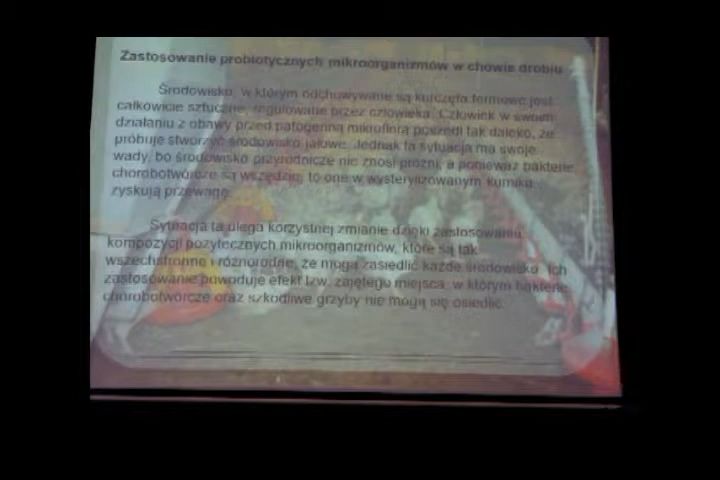 Zastosowanie probiotycznych mikroorganizmów w chowie drobiu
Środowisko, w którym odchowywane są kurczęta fermowe jest
całkowicie sztuczne, regulowane przez człowieka. Człowiek w swoim
działaniu z obawy przed patogenną mikroflorą poszedł tak daleko, że
próbuje stworzyć środowisko jałowe. Jednak ta sytuacja ma swoje
wady, bo środowisko przyrodnicze nie znosi próżni, a ponieważ bakterie
chorobotwórcze są wszędzie, to one w wysterylizowanym kurniku
zyskują przewagę.
Sytuacja ta ulega korzystnej zmianie dzięki zastosowaniu
kompozycji pożytecznych mikroorganizmów, które są tak
wszechstronne i różnorodne, że mogą zasiedlić każde środowisko. Ich
zastosowanie powoduje efekt tzw. zajętego miejsca, w którym bakterie
chorobotwórcze oraz szkodliwe grzyby nie mogą się osiedlić.